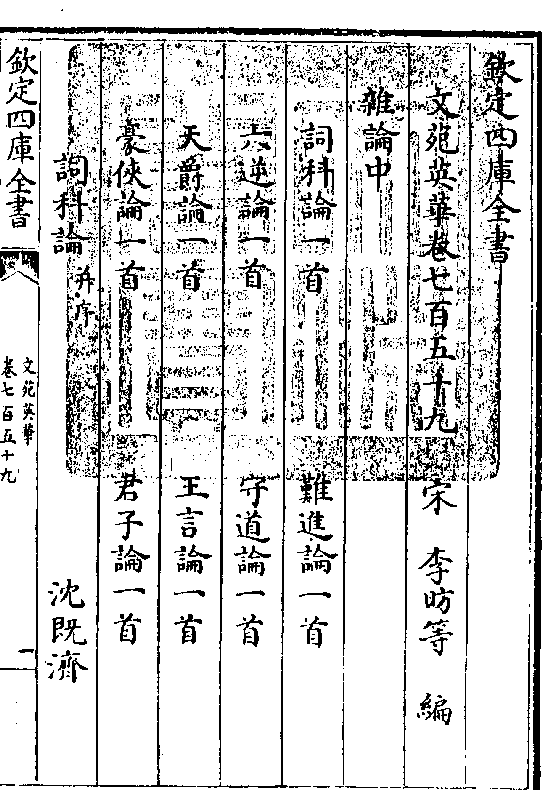 欽定四庫全書
文苑英華卷七百五十九 宋 李昉等 編
雜論中
詞科論一首 難進論一首
六逆論一首 守道論一首
天爵論一首 王言論一首
豪俠論一首 君子論一首
詞科論并序 沈既濟
欽定四庫全書
文苑英華
卷七百五十九
一